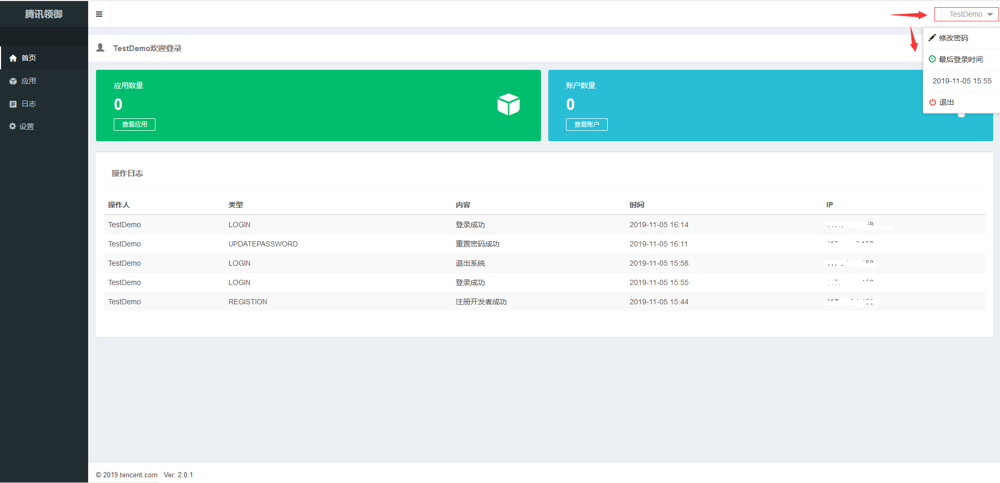 腾讯领御
TestDemo
修改密码
最后登录时间
2019-11-05 15:55
退出
首页
应用
日志
设置
TestDemo欢迎登录
应用数量
0
查看应用
账户数量
0
查看账户
操作日志
操作人 类型 内容 时间 IP
TestDemo LOGIN 登录成功 2019-11-05 16:14
TestDemo UPDATEPASSWORD 重置密码成功 2019-11-05 16:11
TestDemo LOGIN 退出系统 2019-11-05 15:58
TestDemo LOGIN 登录成功 2019-11-05 15:55
TestDemo REGISTION 注册开发者成功 2019-11-05 15:44
© 2019 tencent.com Ver: 2.0.1